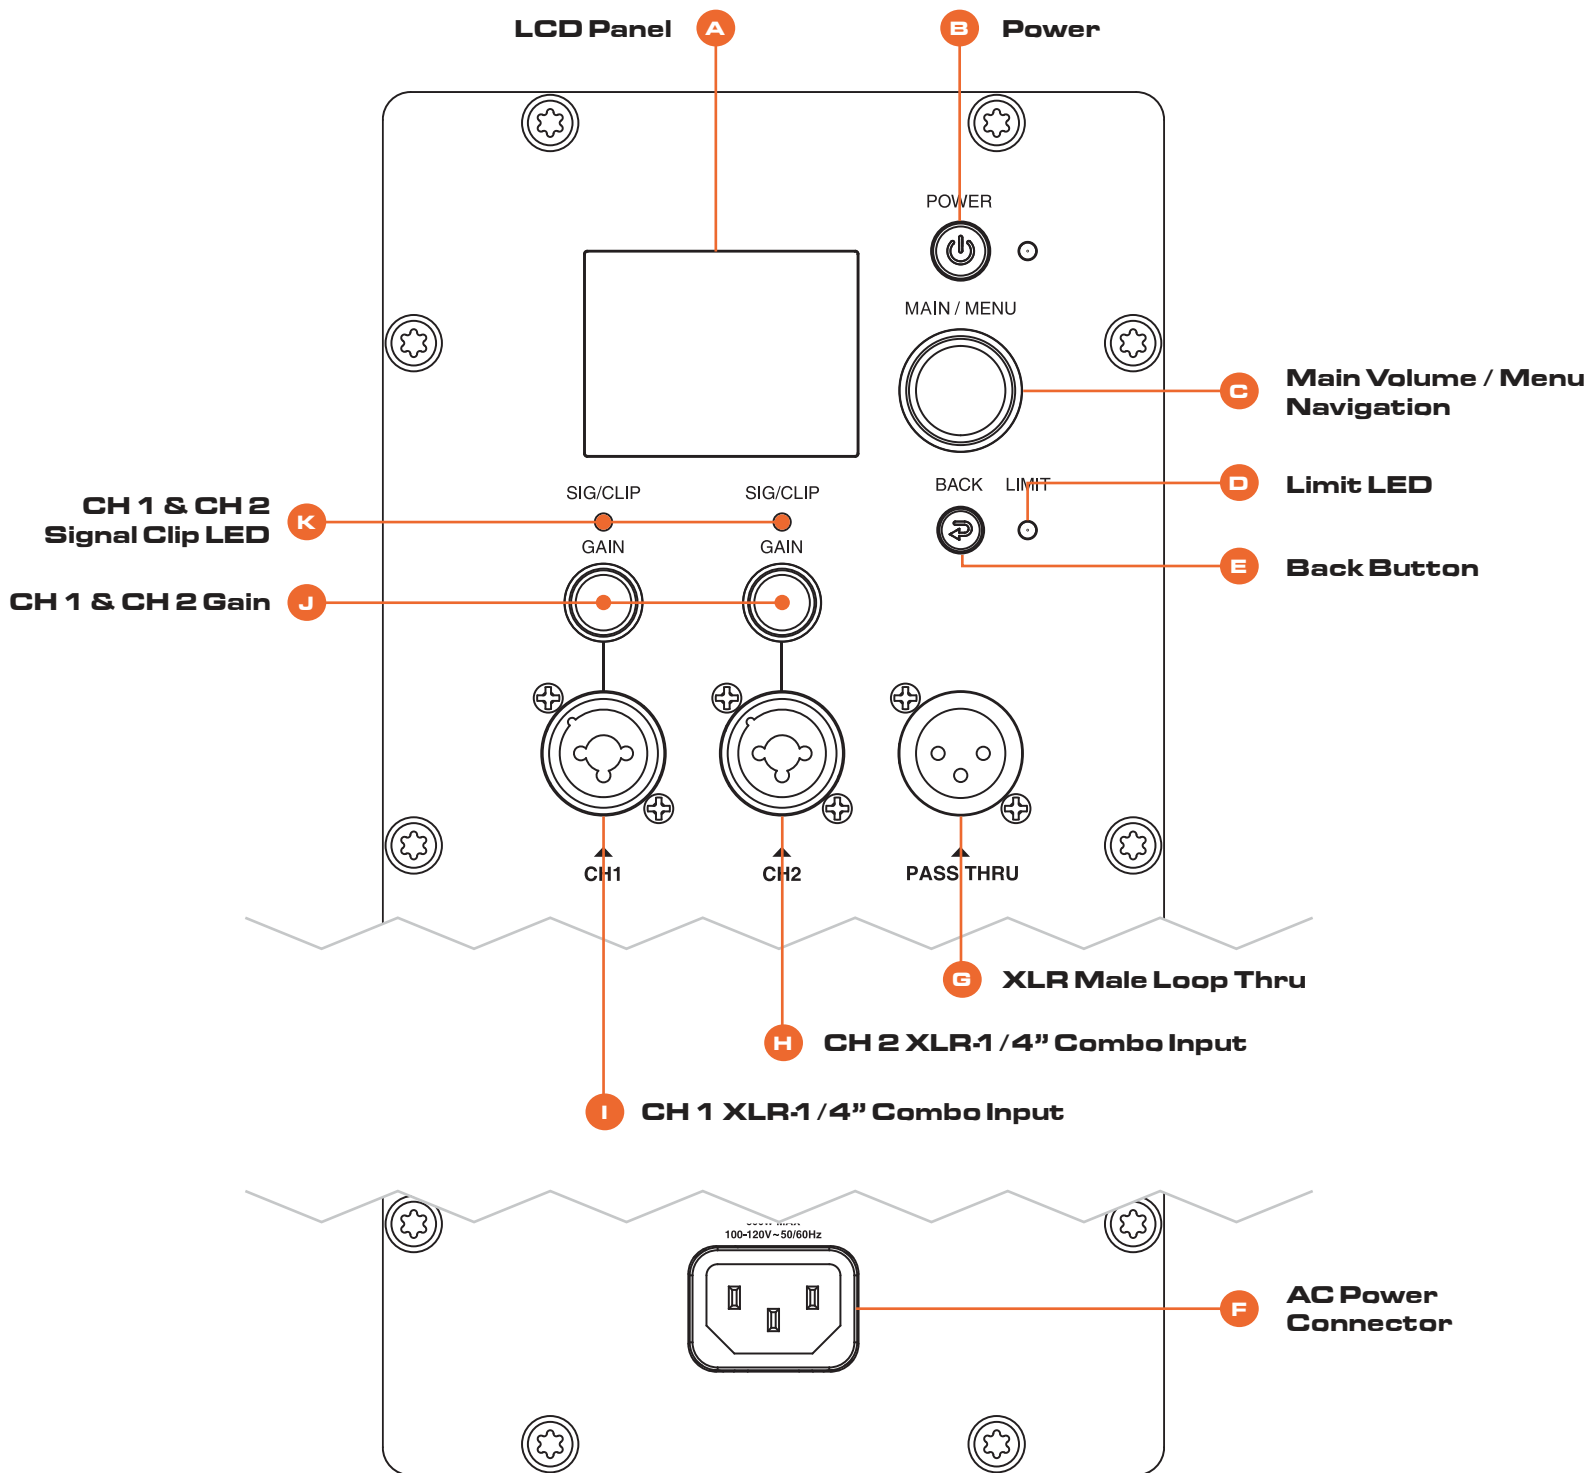 LCD Panel A
B Power
POWER
MAIN / MENU
C Main Volume / Menu
Navigation
SIG/CLIP SIG/CLIP BACK LIMIT
D Limit LED
CH 1 & CH 2
Signal Clip LED
K
GAIN GAIN
E Back Button
CH 1 & CH 2 Gain J
CH1 CH2 PASS THRU
G XLR Male Loop Thru
H CH 2 XLR-1/4” Combo Input
I CH 1 XLR-1/4” Combo Input
100-120V~50/60Hz
F AC Power
Connector